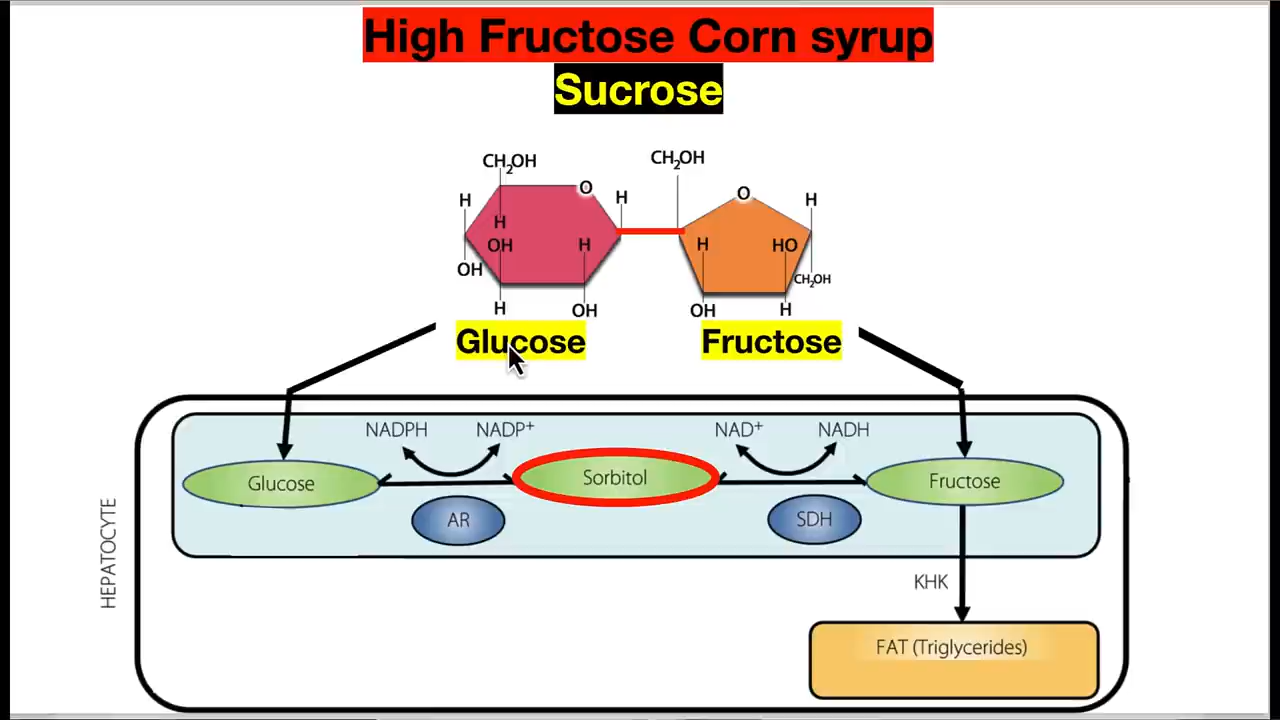 High Fructose Corn syrup
Sucrose
CH2OH
CH2OH
O
O
H
H
H
H
OH
H
H
HO
OH
CH2OH
H
OH
OH
H
Glucose
Fructose
NADPH
NADP+
NAD+
NADH
Glucose
Sorbitol
Fructose
AR
SDH
HEPATOCYTE
KHK
FAT (Triglycerides)